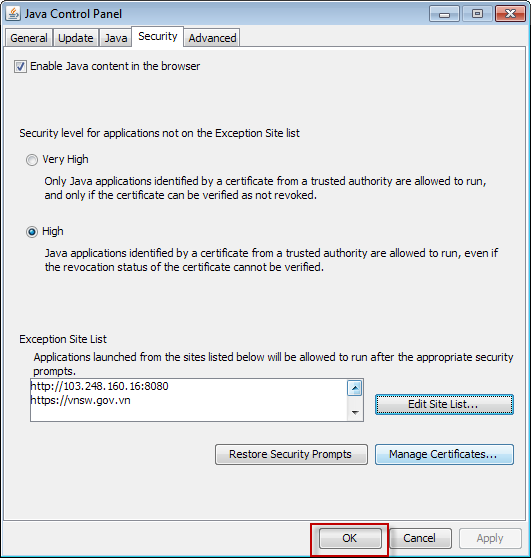 Java Control Panel
General Update Java Security Advanced
Enable Java content in the browser
Security level for applications not on the Exception Site list
Very High
Only Java applications identified by a certificate from a trusted authority are allowed to run,
and only if the certificate can be verified as not revoked.
High
Java applications identified by a certificate from a trusted authority are allowed to run, even if
the revocation status of the certificate cannot be verified.
Exception Site List
Applications launched from the sites listed below will be allowed to run after the appropriate security
prompts.
http://103.248.160.16:8080
https://vnsw.gov.vn
Edit Site List...
Restore Security Prompts Manage Certificates...
OK Cancel Apply